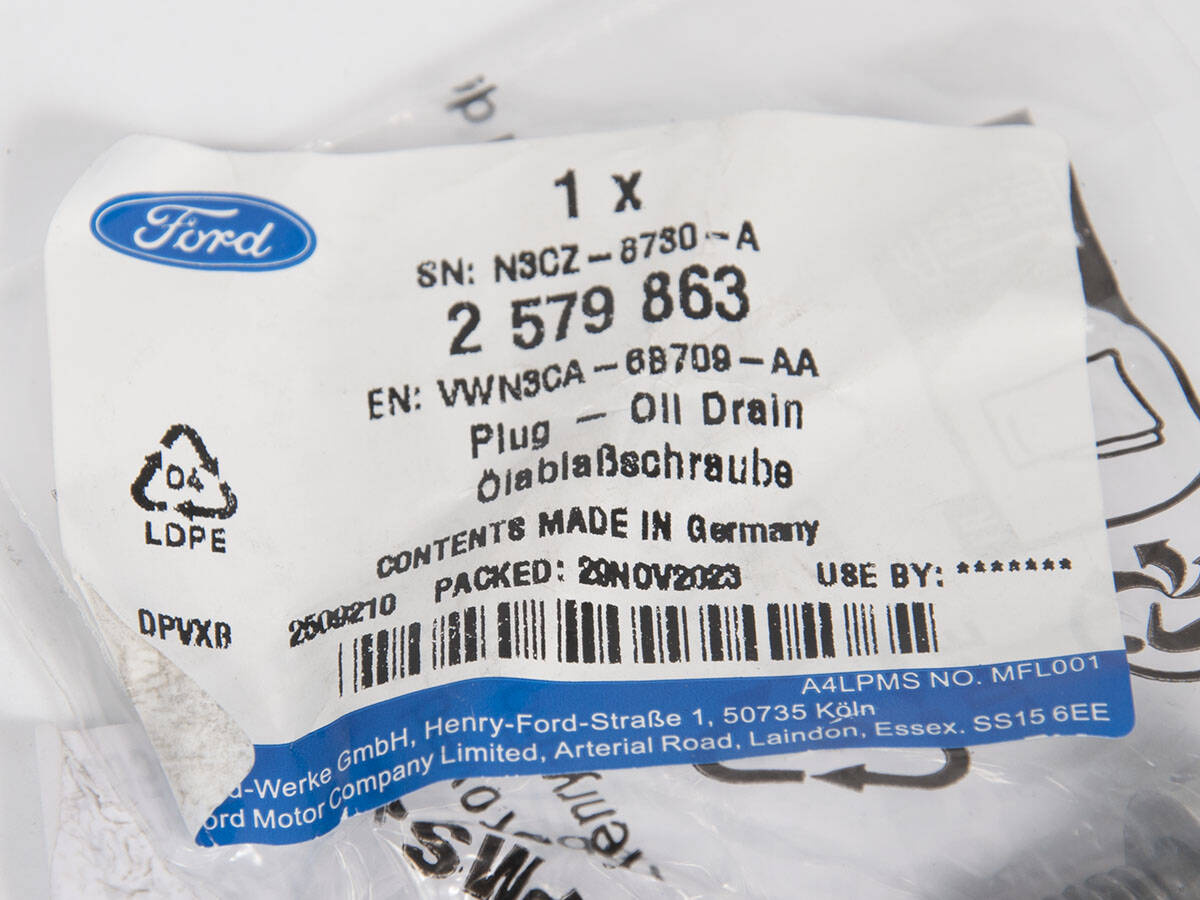 Ford
1 x
SN: N3CZ-6730-A
2 579 863
EN: VWN3CA-6B709-AA
Plug - Oil Drain
Ölablaßschraube
04
LDPE
CONTENTS MADE IN Germany
PACKED: 29NOV2023 USE BY: *******
DPVXB 2509210
A4LPMS NO. MFL001
d-Werke GmbH, Henry-Ford-Straße 1, 50735 Köln
ord Motor Company Limited, Arterial Road, Laindon, Essex. SS15 6EE